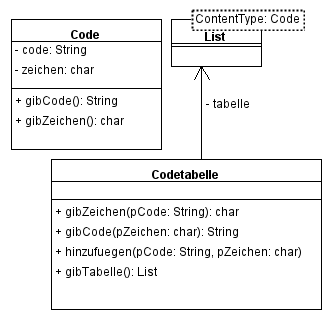 Code
- code: String
- zeichen: char
+ gibCode(): String
+ gibZeichen(): char
ContentType: Code
List
- tabelle
Codetabelle
+ gibZeichen(pCode: String): char
+ gibCode(pZeichen: char): String
+ hinzufuegen(pCode: String, pZeichen: char)
+ gibTabelle(): List